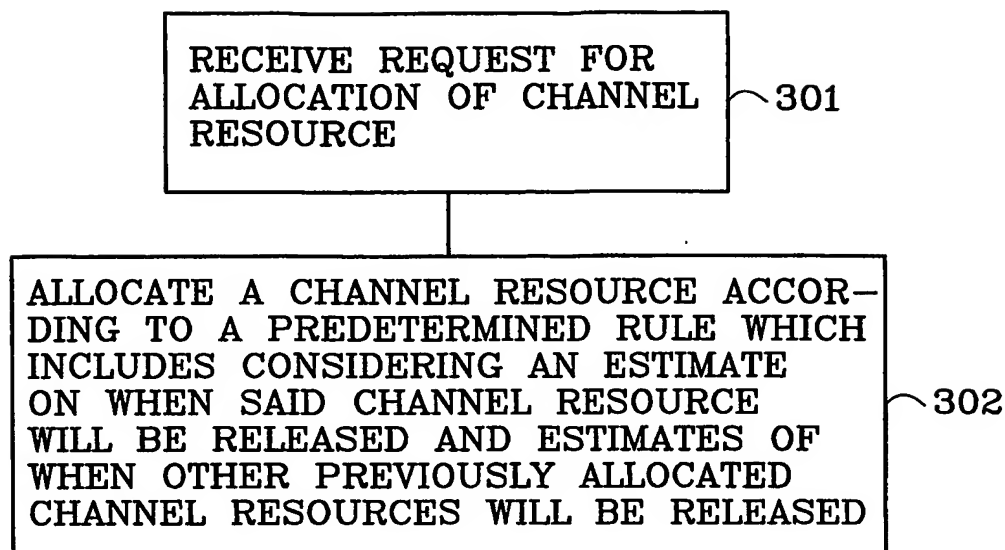 RECEIVE REQUEST FOR
ALLOCATION OF CHANNEL
RESOURCE
301
ALLOCATE A CHANNEL RESOURCE ACCOR-
DING TO A PREDETERMINED RULE WHICH
INCLUDES CONSIDERING AN ESTIMATE
ON WHEN SAID CHANNEL RESOURCE
WILL BE RELEASED AND ESTIMATES OF
WHEN OTHER PREVIOUSLY ALLOCATED
CHANNEL RESOURCES WILL BE RELEASED
302